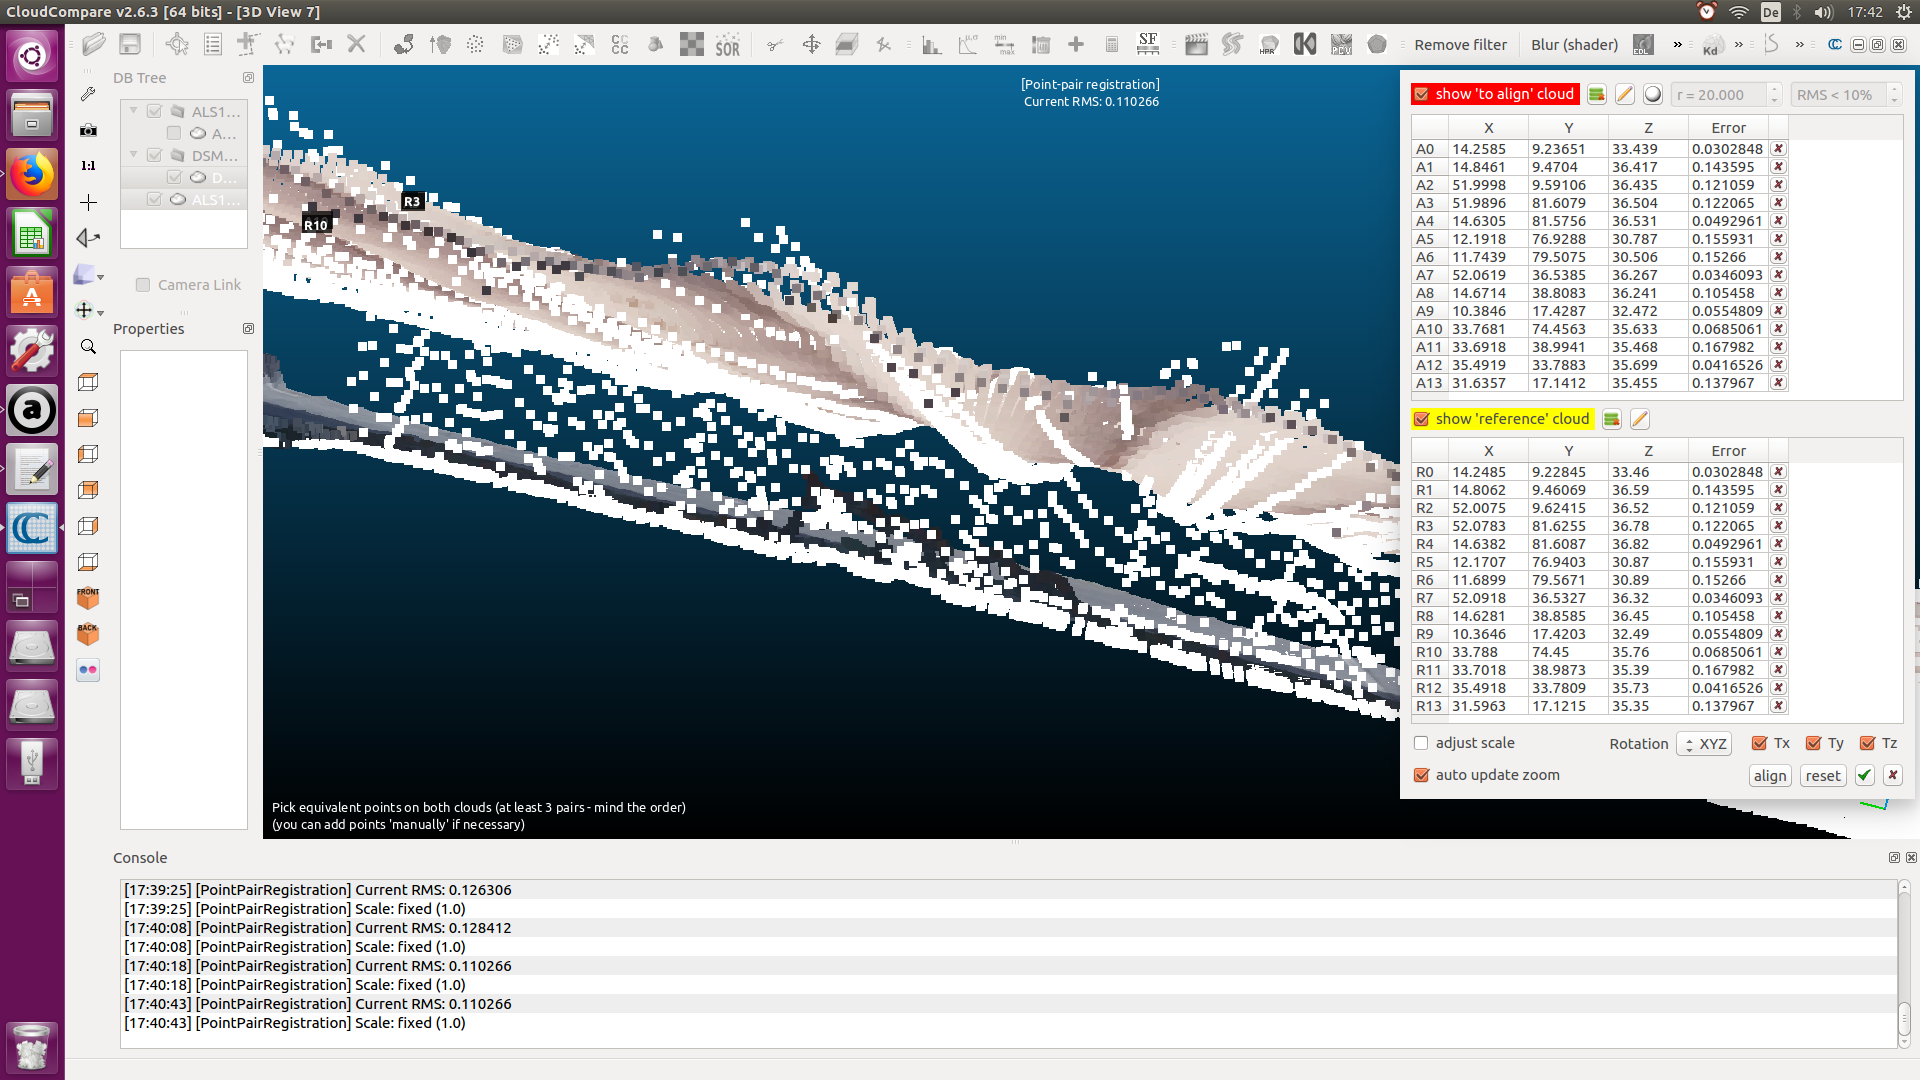 CloudCompare v2.6.3 [64 bits] - [3D View 7]
De
17:42
1:1
SOR
SF
min
max
HPR
PCV
Remove filter
Blur (shader)
EDL
»
Kd
»
»
DB Tree
ALS1...
A...
DSM...
D...
ALS1...
Camera Link
Properties
FRONT
BACK
[Point-pair registration]
Current RMS: 0.110266
R3
R10
Pick equivalent points on both clouds (at least 3 pairs - mind the order)
(you can add points 'manually' if necessary)
show 'to align' cloud
r = 20.000
RMS < 10%
X Y Z Error
A0 14.2585 9.23651 33.439 0.0302848
A1 14.8461 9.4704 36.417 0.143595
A2 51.9998 9.59106 36.435 0.121059
A3 51.9896 81.6079 36.504 0.122065
A4 14.6305 81.5756 36.531 0.0492961
A5 12.1918 76.9288 30.787 0.155931
A6 11.7439 79.5075 30.506 0.15266
A7 52.0619 36.5385 36.267 0.0346093
A8 14.6714 38.8083 36.241 0.105458
A9 10.3846 17.4287 32.472 0.0554809
A10 33.7681 74.4563 35.633 0.0685061
A11 33.6918 38.9941 35.468 0.167982
A12 35.4919 33.7883 35.699 0.0416526
A13 31.6357 17.1412 35.455 0.137967
show 'reference' cloud
X Y Z Error
R0 14.2485 9.22845 33.46 0.0302848
R1 14.8062 9.46069 36.59 0.143595
R2 52.0075 9.62415 36.52 0.121059
R3 52.0783 81.6255 36.78 0.122065
R4 14.6382 81.6087 36.82 0.0492961
R5 12.1707 76.9403 30.87 0.155931
R6 11.6899 79.5671 30.89 0.15266
R7 52.0918 36.5327 36.32 0.0346093
R8 14.6281 38.8585 36.45 0.105458
R9 10.3646 17.4203 32.49 0.0554809
R10 33.788 74.45 35.76 0.0685061
R11 33.7018 38.9873 35.39 0.167982
R12 35.4918 33.7809 35.73 0.0416526
R13 31.5963 17.1215 35.35 0.137967
adjust scale
Rotation XYZ
Tx Ty Tz
auto update zoom
align reset
Console
[17:39:25] [PointPairRegistration] Current RMS: 0.126306
[17:39:25] [PointPairRegistration] Scale: fixed (1.0)
[17:40:08] [PointPairRegistration] Current RMS: 0.128412
[17:40:08] [PointPairRegistration] Scale: fixed (1.0)
[17:40:18] [PointPairRegistration] Current RMS: 0.110266
[17:40:18] [PointPairRegistration] Scale: fixed (1.0)
[17:40:43] [PointPairRegistration] Current RMS: 0.110266
[17:40:43] [PointPairRegistration] Scale: fixed (1.0)